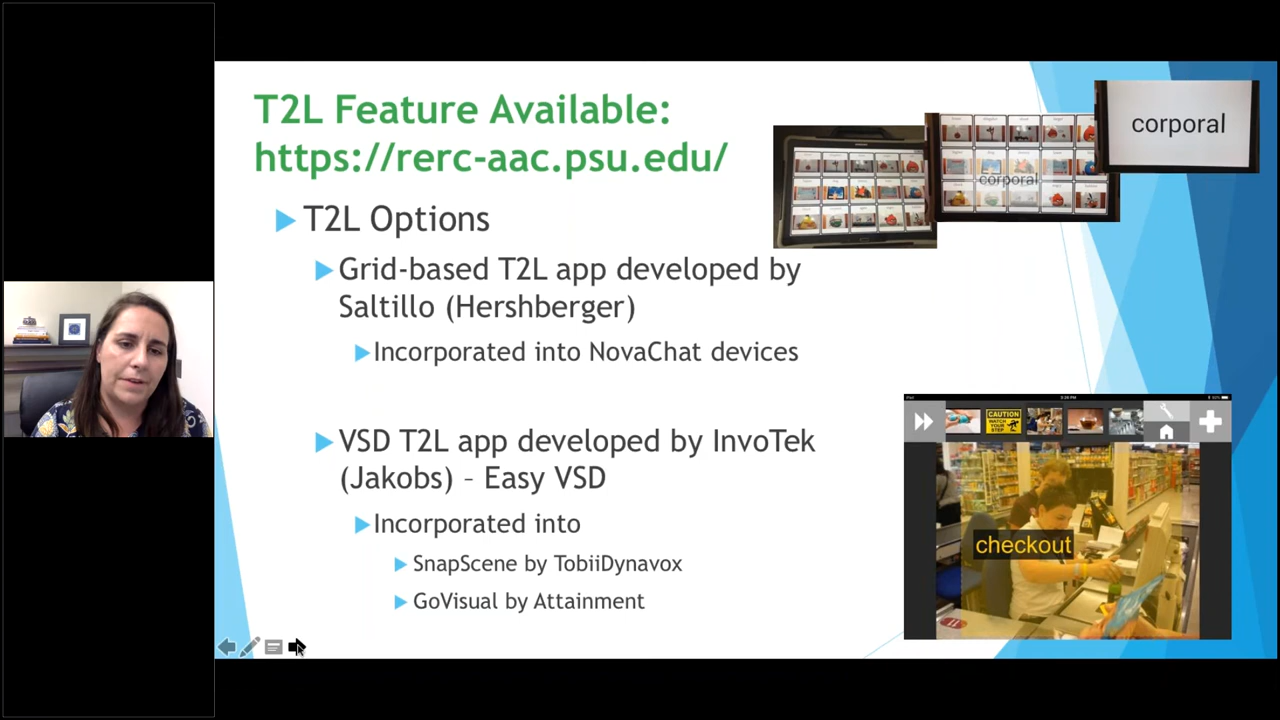 T2L Feature Available:
https://rerc-aac.psu.edu/
T2L Options
Grid-based T2L app developed by
Saltillo (Hershberger)
Incorporated into NovaChat devices
VSD T2L app developed by InvoTek
(Jakobs) – Easy VSD
Incorporated into
SnapScene by TobiiDynavox
GoVisual by Attainment
corporal
corporal
CAUTION
WATCH YOUR
STEP
checkout